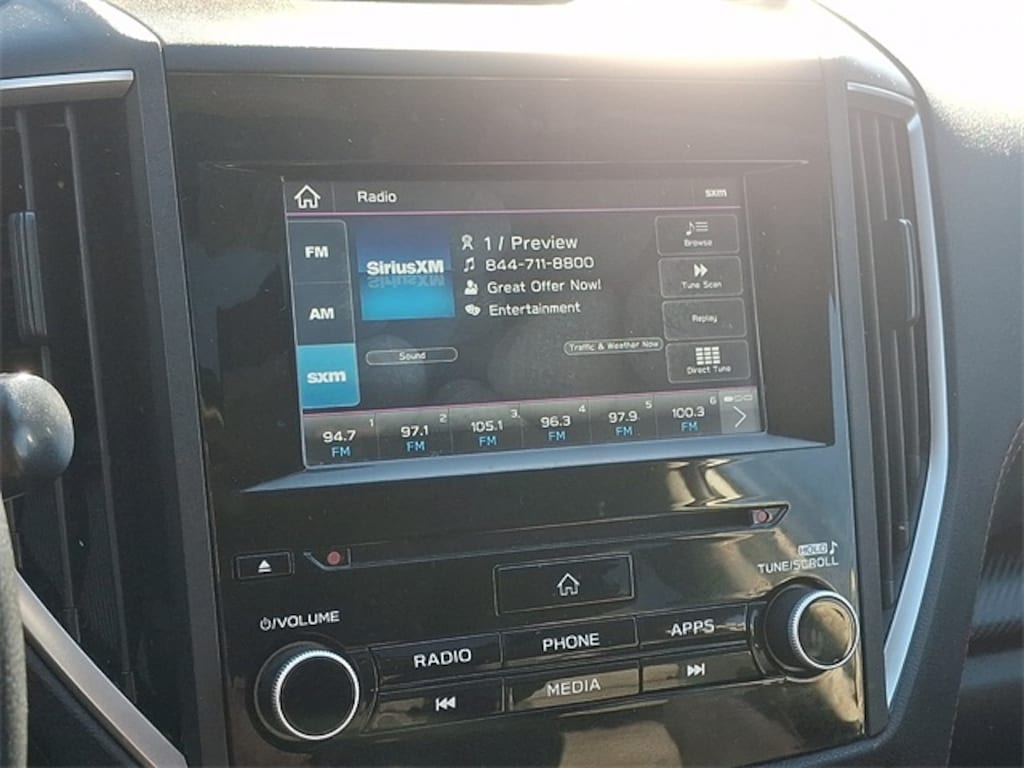 Radio
sxm
FM
AM
sxm
SiriusXM
1 / Preview
844-711-8800
Great Offer Now!
Entertainment
Browse
Tune Scan
Replay
Direct Tune
Sound
Traffic & Weather Now
1 2 3 4 5 6
94.7 97.1 105.1 96.3 97.9 100.3
FM FM FM FM FM FM
HOLD
TUNE/SCROLL
/VOLUME
RADIO PHONE APPS
MEDIA